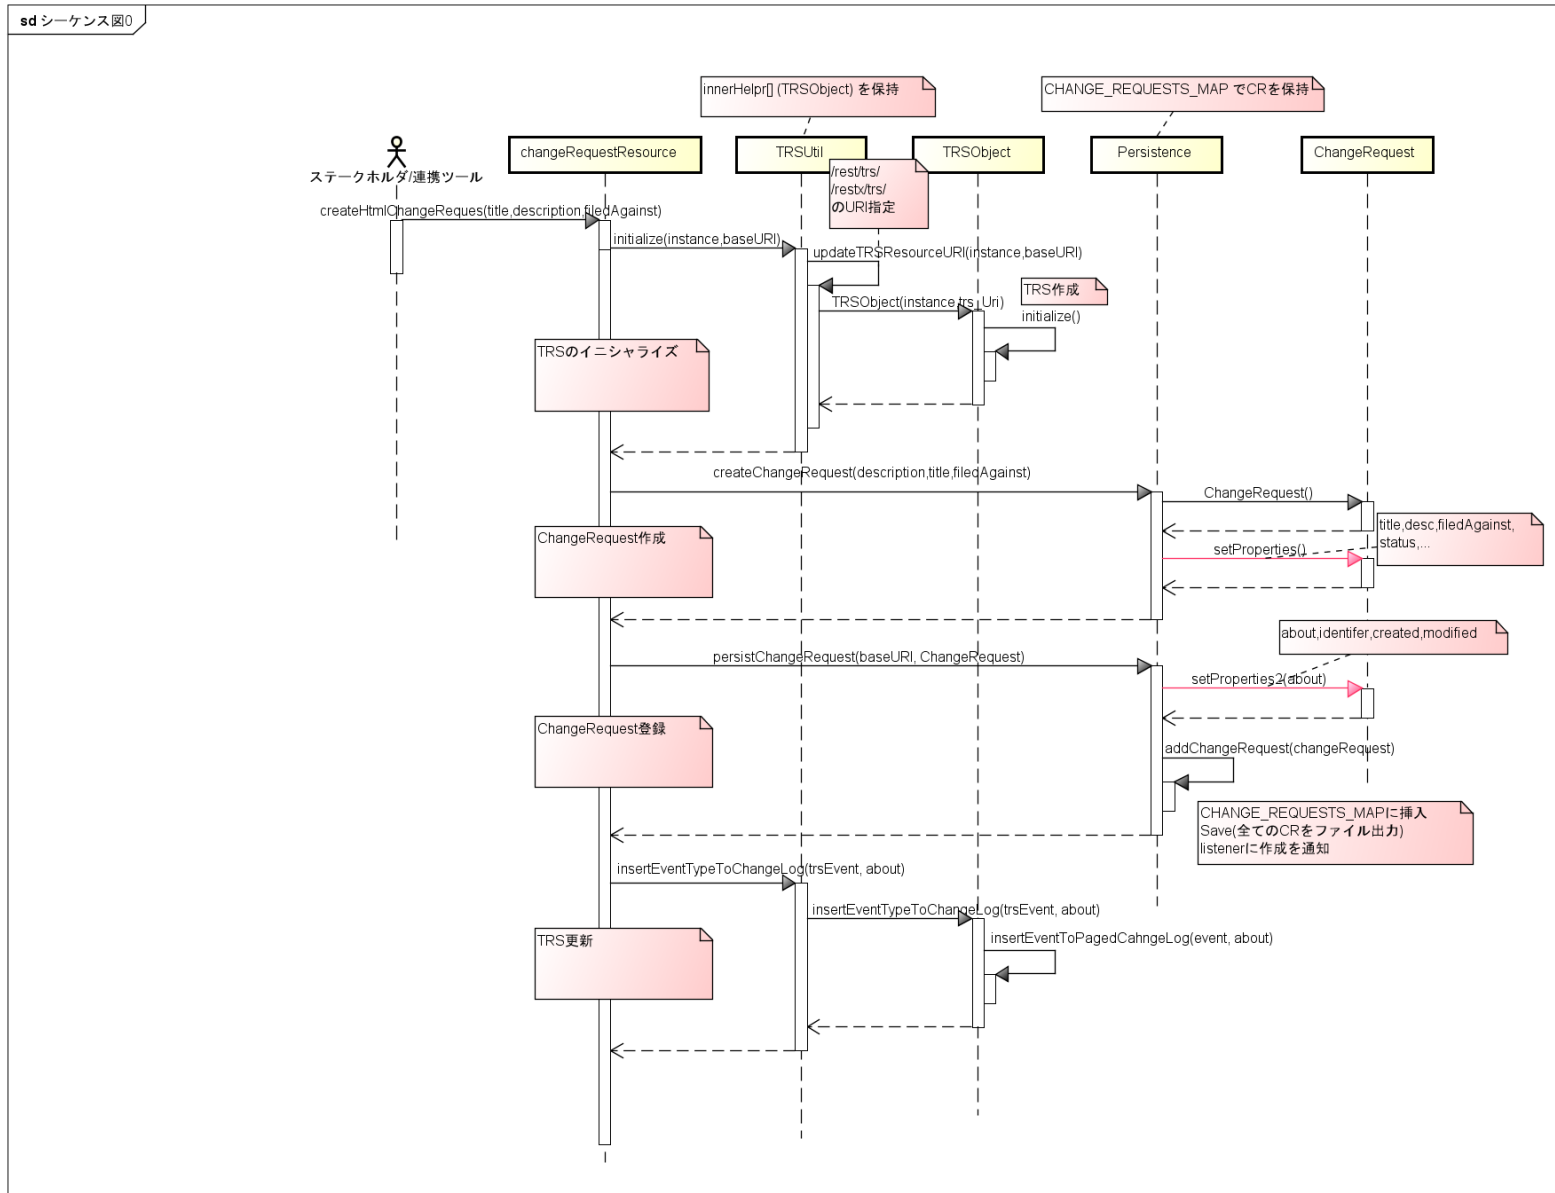 sd シーケンス図0
innerHelpr[] (TRSObject) を保持
CHANGE_REQUESTS_MAP でCRを保持
changeRequestResource
TRSUtil
TRSObject
Persistence
ChangeRequest
ステークホルダ/連携ツール
/rest/trs/
/restx/trs/
のURI指定
createHtmlChangeReques(title,description,filedAgainst)
initialize(instance,baseURI)
updateTRSResourceURI(instance,baseURI)
TRS作成
TRSObject(instance,trs_Uri)
initialize()
TRSのイニシャライズ
createChangeRequest(description,title,filedAgainst)
ChangeRequest()
title,desc,filedAgainst,
status,...
ChangeRequest作成
setProperties()
about,identifer,created,modified
persistChangeRequest(baseURI, ChangeRequest)
setProperties2(about)
ChangeRequest登録
addChangeRequest(changeRequest)
CHANGE_REQUESTS_MAPに挿入
Save(全てのCRをファイル出力)
listenerに作成を通知
insertEventTypeToChangeLog(trsEvent, about)
insertEventTypeToChangeLog(trsEvent, about)
TRS更新
insertEventToPagedCahngeLog(event, about)